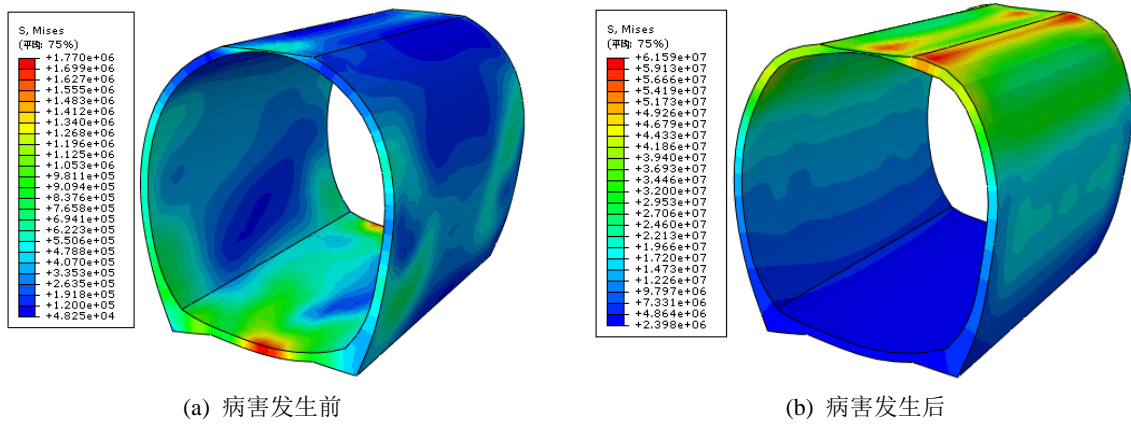 S, Mises
(平均: 75%)
+1.770e+06
+1.699e+06
+1.627e+06
+1.555e+06
+1.483e+06
+1.412e+06
+1.340e+06
+1.268e+06
+1.196e+06
+1.125e+06
+1.053e+06
+9.811e+05
+9.094e+05
+8.376e+05
+7.658e+05
+6.941e+05
+6.223e+05
+5.506e+05
+4.788e+05
+4.070e+05
+3.353e+05
+2.635e+05
+1.918e+05
+1.200e+05
+4.825e+04
(a) 病害发生前
S, Mises
(平均: 75%)
+6.159e+07
+5.913e+07
+5.666e+07
+5.419e+07
+5.173e+07
+4.926e+07
+4.679e+07
+4.433e+07
+4.186e+07
+3.940e+07
+3.693e+07
+3.446e+07
+3.200e+07
+2.953e+07
+2.706e+07
+2.460e+07
+2.213e+07
+1.966e+07
+1.720e+07
+1.473e+07
+1.226e+07
+9.797e+06
+7.331e+06
+4.864e+06
+2.398e+06
(b) 病害发生后